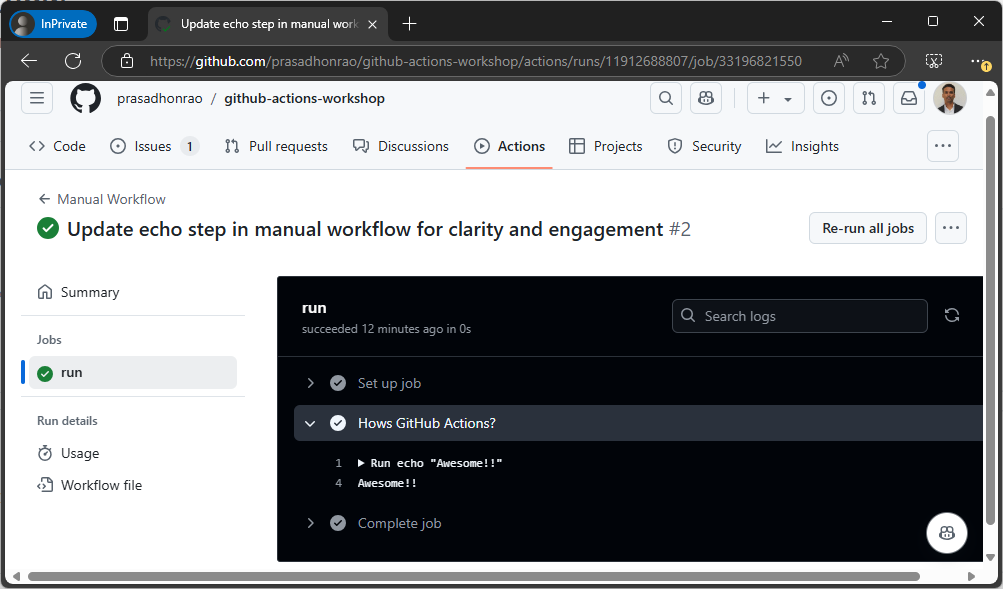 InPrivate
Update echo step in manual work
https://github.com/prasadhonrao/github-actions-workshop/actions/runs/11912688807/job/33196821550
prasadhonrao / github-actions-workshop
Code Issues 1 Pull requests Discussions Actions Projects Security Insights
Manual Workflow
Update echo step in manual workflow for clarity and engagement #2
Re-run all jobs
Summary
Jobs
run
Run details
Usage
Workflow file
run
succeeded 12 minutes ago in 0s
Search logs
Set up job
Hows GitHub Actions?
1 Run echo "Awesome!!"
4 Awesome!!
Complete job